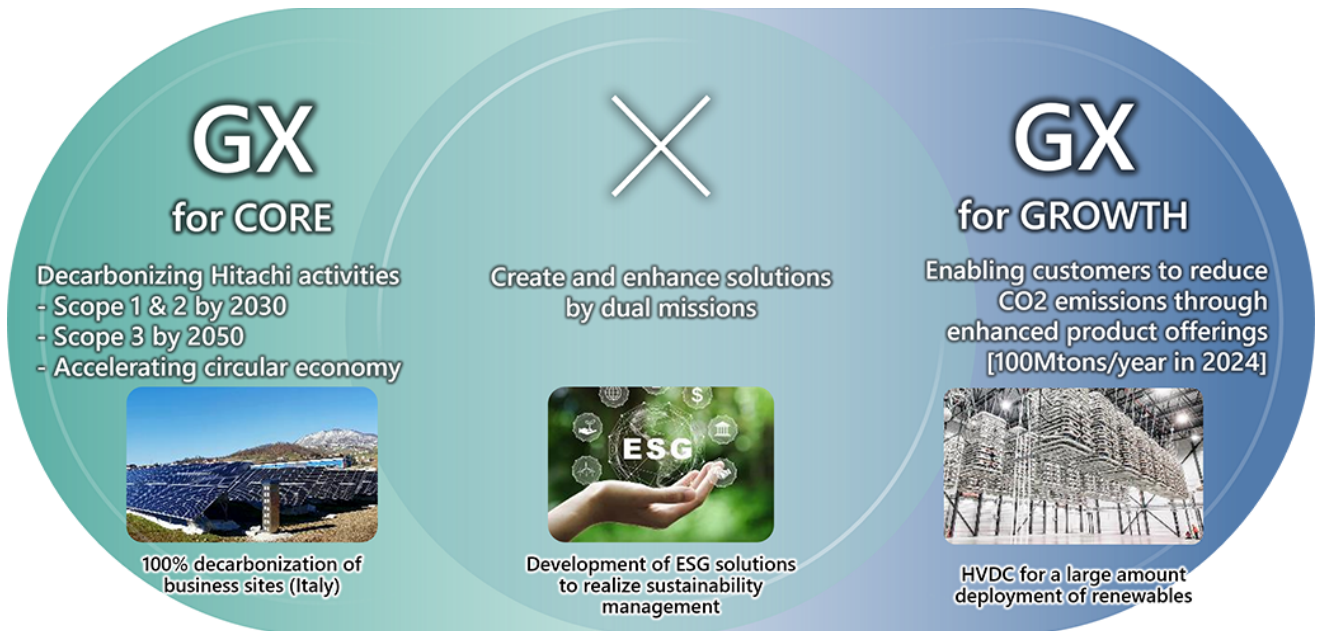 GX
for CORE
Decarbonizing Hitachi activities
- Scope 1 & 2 by 2030
- Scope 3 by 2050
- Accelerating circular economy
100% decarbonization of
business sites (Italy)
Create and enhance solutions
by dual missions
$
ESG
Development of ESG solutions
to realize sustainability
management
GX
for GROWTH
Enabling customers to reduce
CO2 emissions through
enhanced product offerings
[100Mtons/year in 2024]
HVDC for a large amount
deployment of renewables